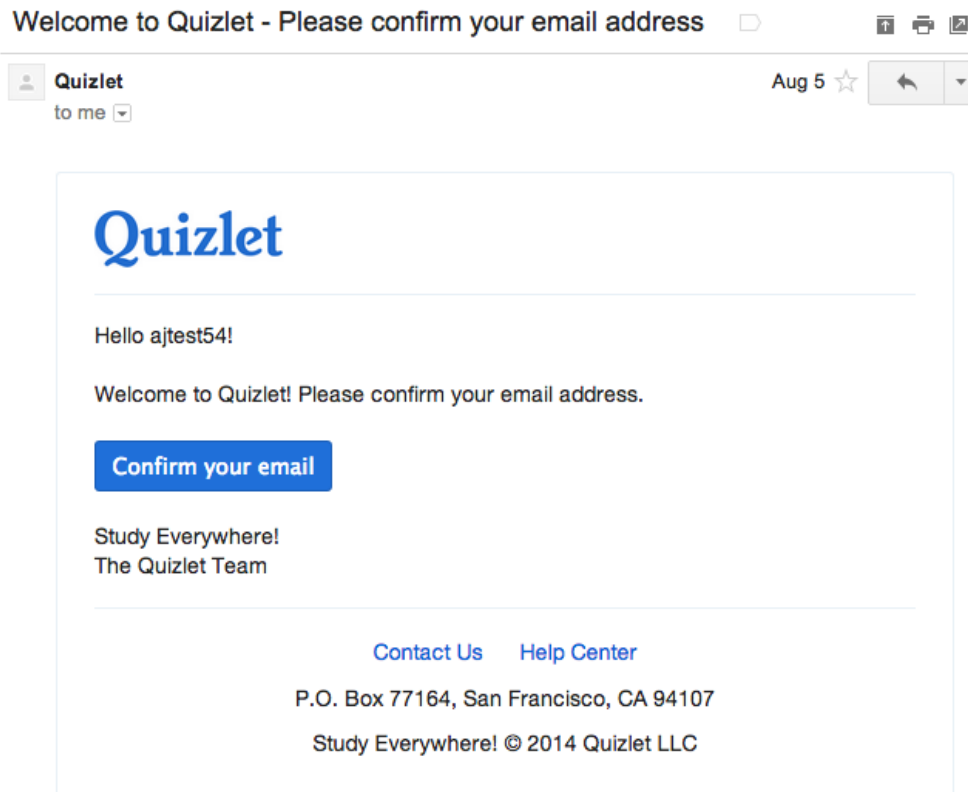 Welcome to Quizlet - Please confirm your email address
Quizlet
Aug 5
to me
Quizlet
Hello ajtest54!
Welcome to Quizlet! Please confirm your email address.
Confirm your email
Study Everywhere!
The Quizlet Team
Contact Us Help Center
P.O. Box 77164, San Francisco, CA 94107
Study Everywhere! © 2014 Quizlet LLC